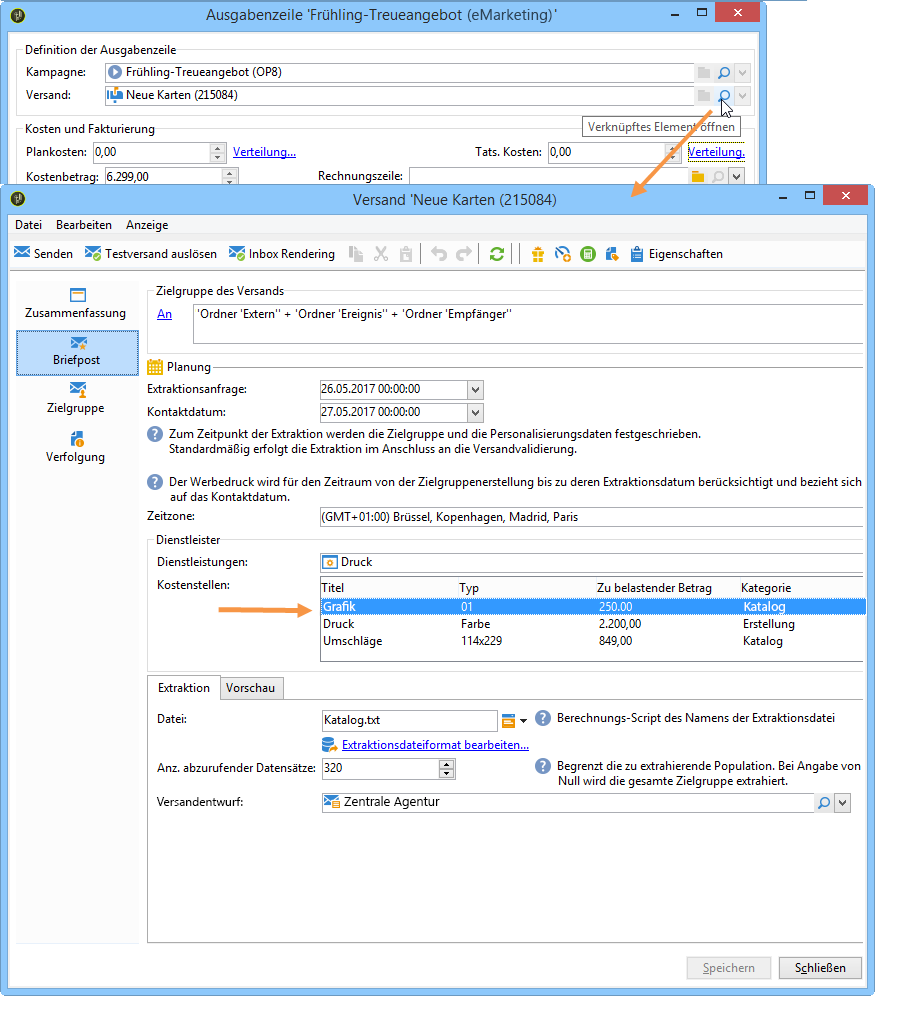 Ausgabenzeile 'Frühling-Treueangebot (eMarketing)'
Definition der Ausgabenzeile
Kampagne: Frühling-Treueangebot (OP8)
Versand: Neue Karten (215084)
Verknüpftes Element öffnen
Kosten und Fakturierung
Plankosten: 0,00 Verteilung... Tats. Kosten: 0,00 Verteilung.
Kostenbetrag: 6.299,00 Rechnungszeile:
Versand 'Neue Karten (215084)
Datei Bearbeiten Anzeige
Senden Testversand auslösen Inbox Rendering Eigenschaften
Zusammenfassung
Briefpost
Zielgruppe
Verfolgung
Zielgruppe des Versands
An 'Ordner 'Extern'' + 'Ordner 'Ereignis'' + 'Ordner 'Empfänger''
Planung
Extraktionsanfrage: 26.05.2017 00:00:00
Kontaktdatum: 27.05.2017 00:00:00
Zum Zeitpunkt der Extraktion werden die Zielgruppe und die Personalisierungsdaten festgeschrieben.
Standardmäßig erfolgt die Extraktion im Anschluss an die Versandvalidierung.
Der Werbedruck wird für den Zeitraum von der Zielgruppenerstellung bis zu deren Extraktionsdatum berücksichtigt und bezieht sich
auf das Kontaktdatum.
Zeitzone: (GMT+01:00) Brüssel, Kopenhagen, Madrid, Paris
Dienstleister
Dienstleistungen: Druck
Kostenstellen:
Titel Typ Zu belastender Betrag Kategorie
Grafik 01 250.00 Katalog
Druck Farbe 2.200,00 Erstellung
Umschläge 114x229 849,00 Katalog
Extraktion Vorschau
Datei: Katalog.txt Berechnungs-Script des Namens der Extraktionsdatei
Extraktionsdateiformat bearbeiten...
Anz. abzurufender Datensätze: 320 Begrenzt die zu extrahierende Population. Bei Angabe von
Null wird die gesamte Zielgruppe extrahiert.
Versandentwurf: Zentrale Agentur
Speichern Schließen